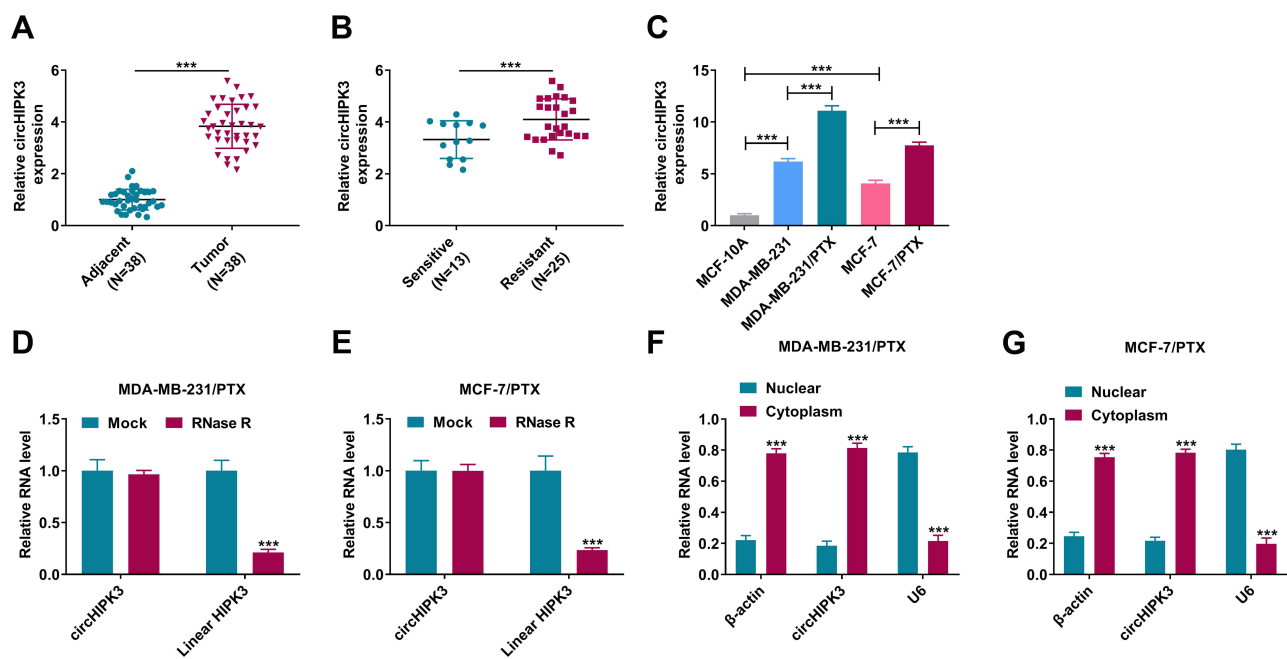 A
Relative circHIPK3
expression
6
4
2
0
***
Adjacent
(N=38)
Tumor
(N=38)
B
Relative circHIPK3
expression
6
4
2
0
***
Sensitive
(N=13)
Resistant
(N=25)
C
Relative circHIPK3
expression
15
10
5
0
***
***
***
***
MCF-10A
MDA-MB-231
MDA-MB-231/PTX
MCF-7
MCF-7/PTX
D
MDA-MB-231/PTX
Mock
RNase R
Relative RNA level
1.5
1.0
0.5
0.0
***
circHIPK3
Linear HIPK3
E
MCF-7/PTX
Mock
RNase R
Relative RNA level
1.5
1.0
0.5
0.0
***
circHIPK3
Linear HIPK3
F
MDA-MB-231/PTX
Nuclear
Cytoplasm
Relative RNA level
1.0
0.8
0.6
0.4
0.2
0.0
***
***
***
β-actin
circHIPK3
U6
G
MCF-7/PTX
Nuclear
Cytoplasm
Relative RNA level
1.0
0.8
0.6
0.4
0.2
0.0
***
***
***
β-actin
circHIPK3
U6